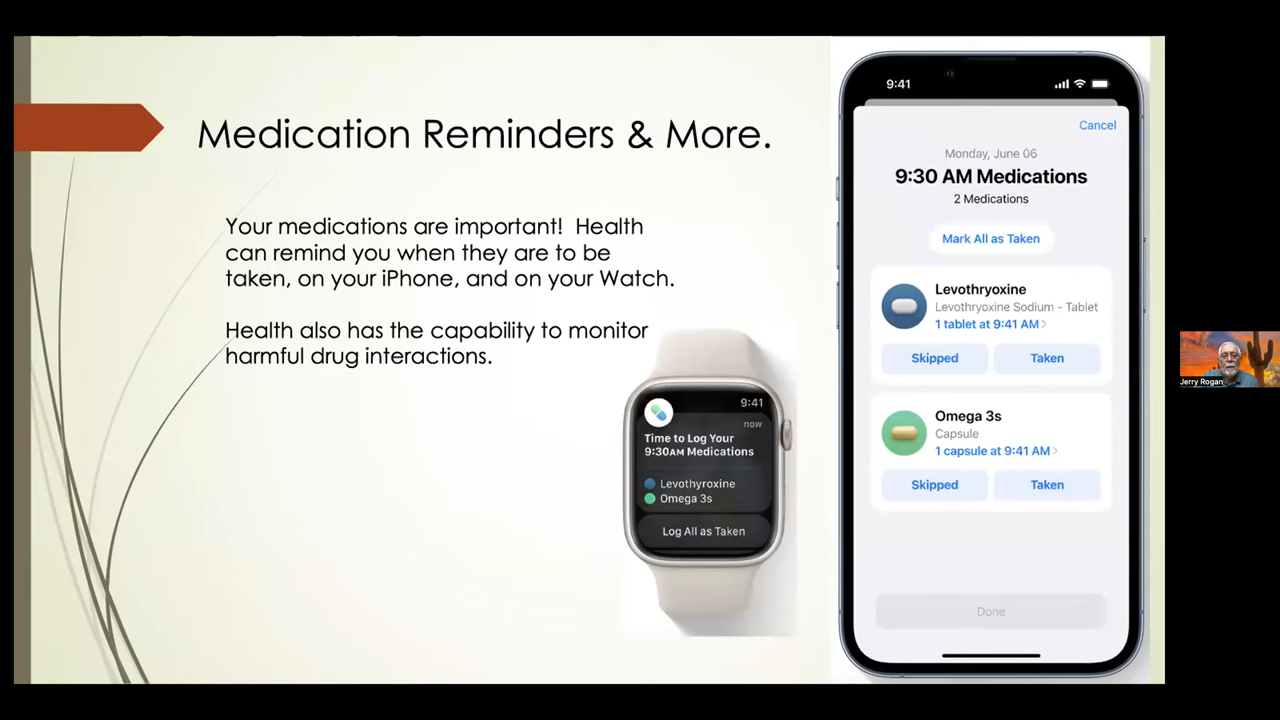 Medication Reminders & More.
Your medications are important! Health
can remind you when they are to be
taken, on your iPhone, and on your Watch.
Health also has the capability to monitor
harmful drug interactions.
9:41
now
Time to Log Your
9:30AM Medications
Levothyroxine
Omega 3s
Log All as Taken
9:41
Cancel
Monday, June 06
9:30 AM Medications
2 Medications
Mark All as Taken
Levothryoxine
Levothryoxine Sodium - Tablet
1 tablet at 9:41 AM
Skipped Taken
Omega 3s
Capsule
1 capsule at 9:41 AM
Skipped Taken
Done
Jerry Rogan